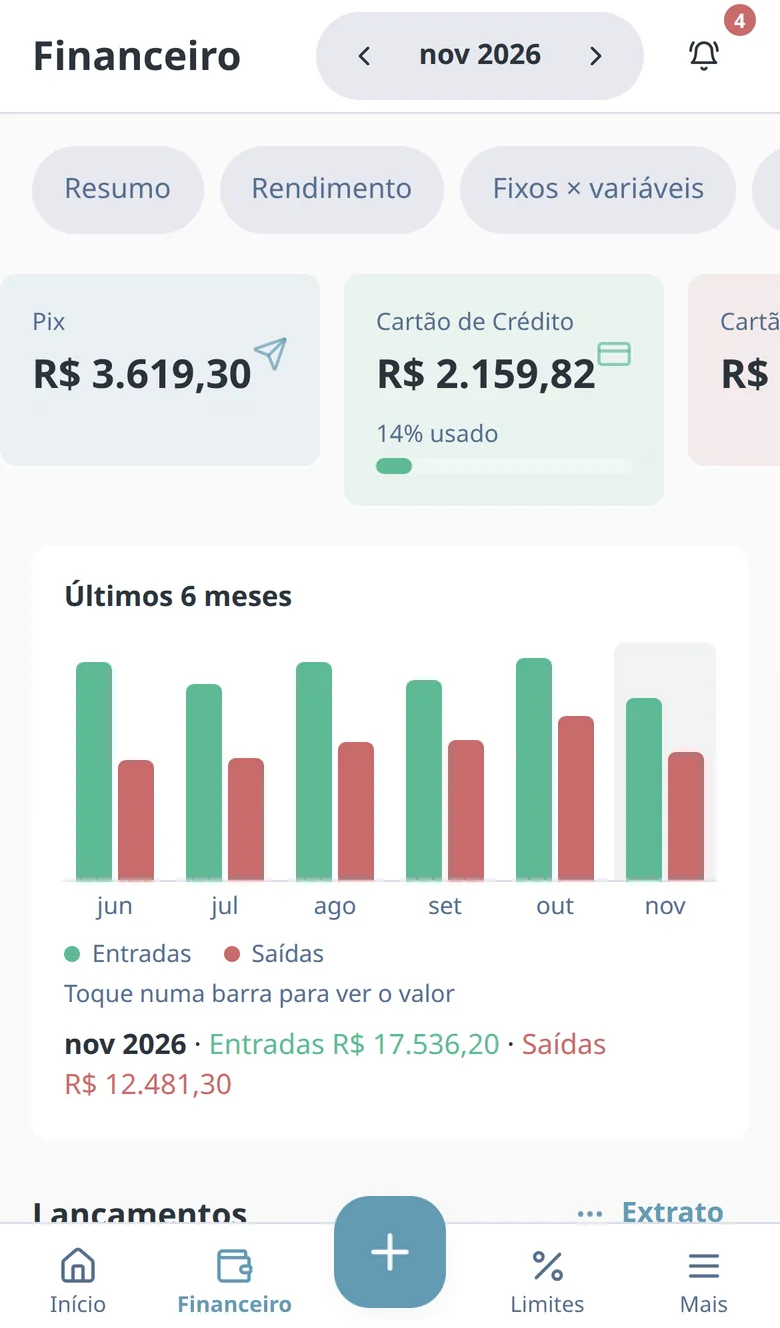 Financeiro
nov 2026
4
Resumo
Rendimento
Fixos × variáveis
Pix
R$ 3.619,30
Cartão de Crédito
R$ 2.159,82
14% usado
R$
Últimos 6 meses
jun
jul
ago
set
out
nov
Entradas
Saídas
Toque numa barra para ver o valor
nov 2026 · Entradas R$ 17.536,20 · Saídas
R$ 12.481,30
Lançamentos
··· Extrato
Início
Financeiro
Limites
Mais